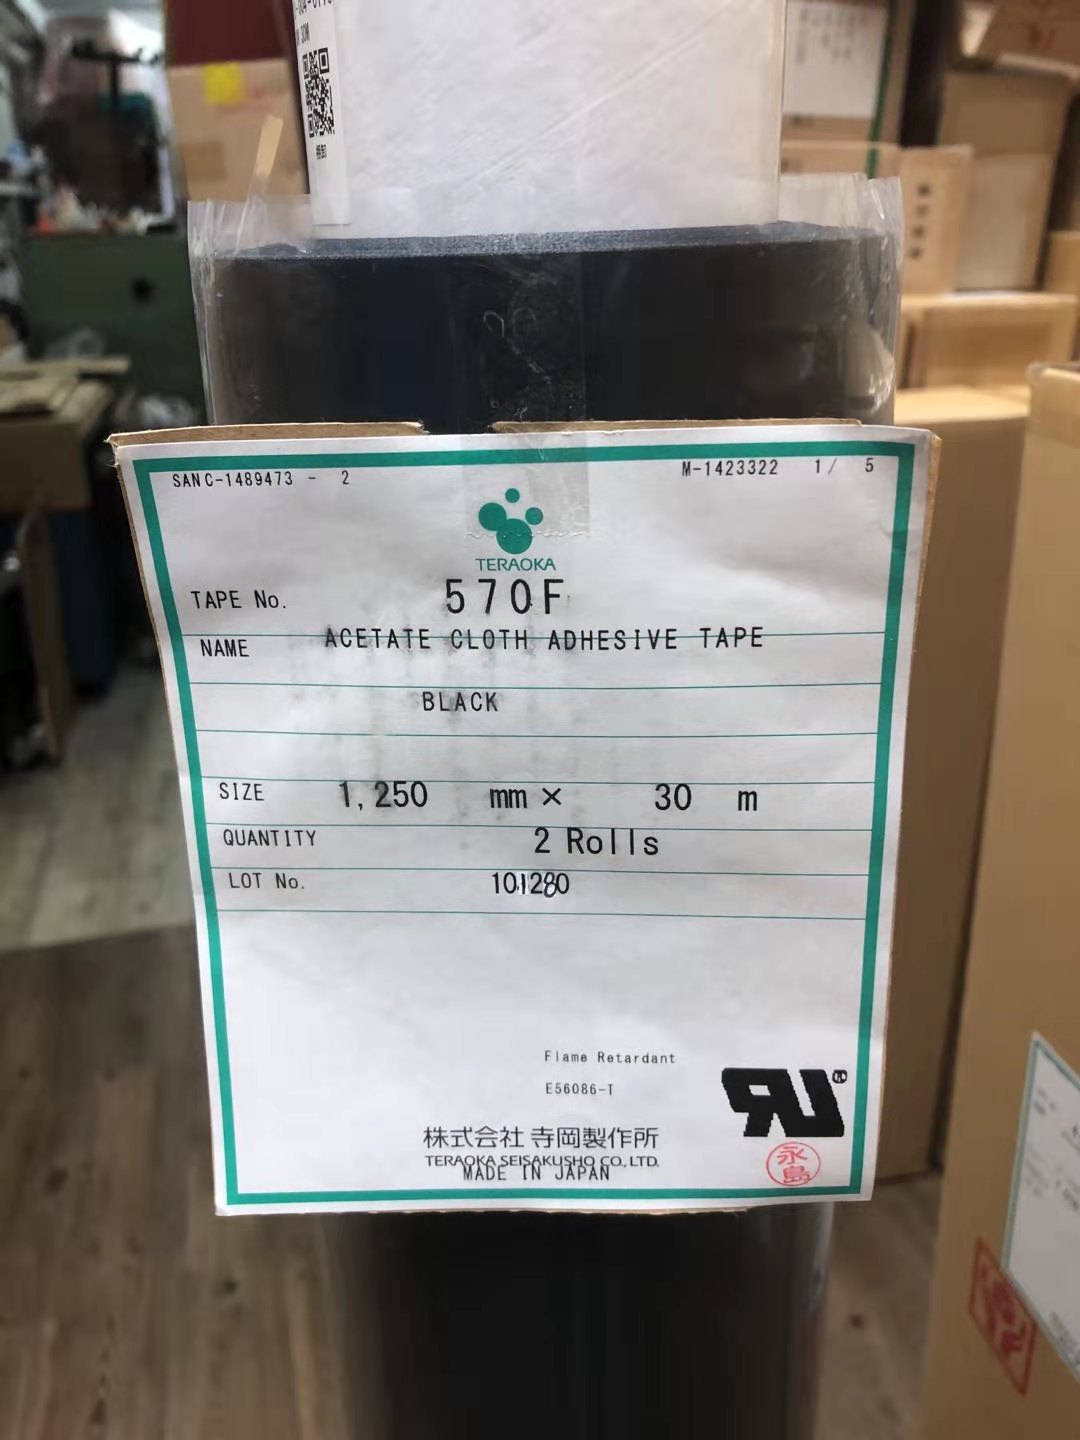 30M
SANC-1489473 - 2
M-1423322 1/ 5
TERAOKA
TAPE No. 570F
NAME ACETATE CLOTH ADHESIVE TAPE
BLACK
SIZE 1,250 mm × 30 m
QUANTITY 2 Rolls
LOT No. 101280
Flame Retardant
E56086-T
株式会社 寺岡製作所
TERAOKA SEISAKUSHO CO., LTD.
MADE IN JAPAN
永島